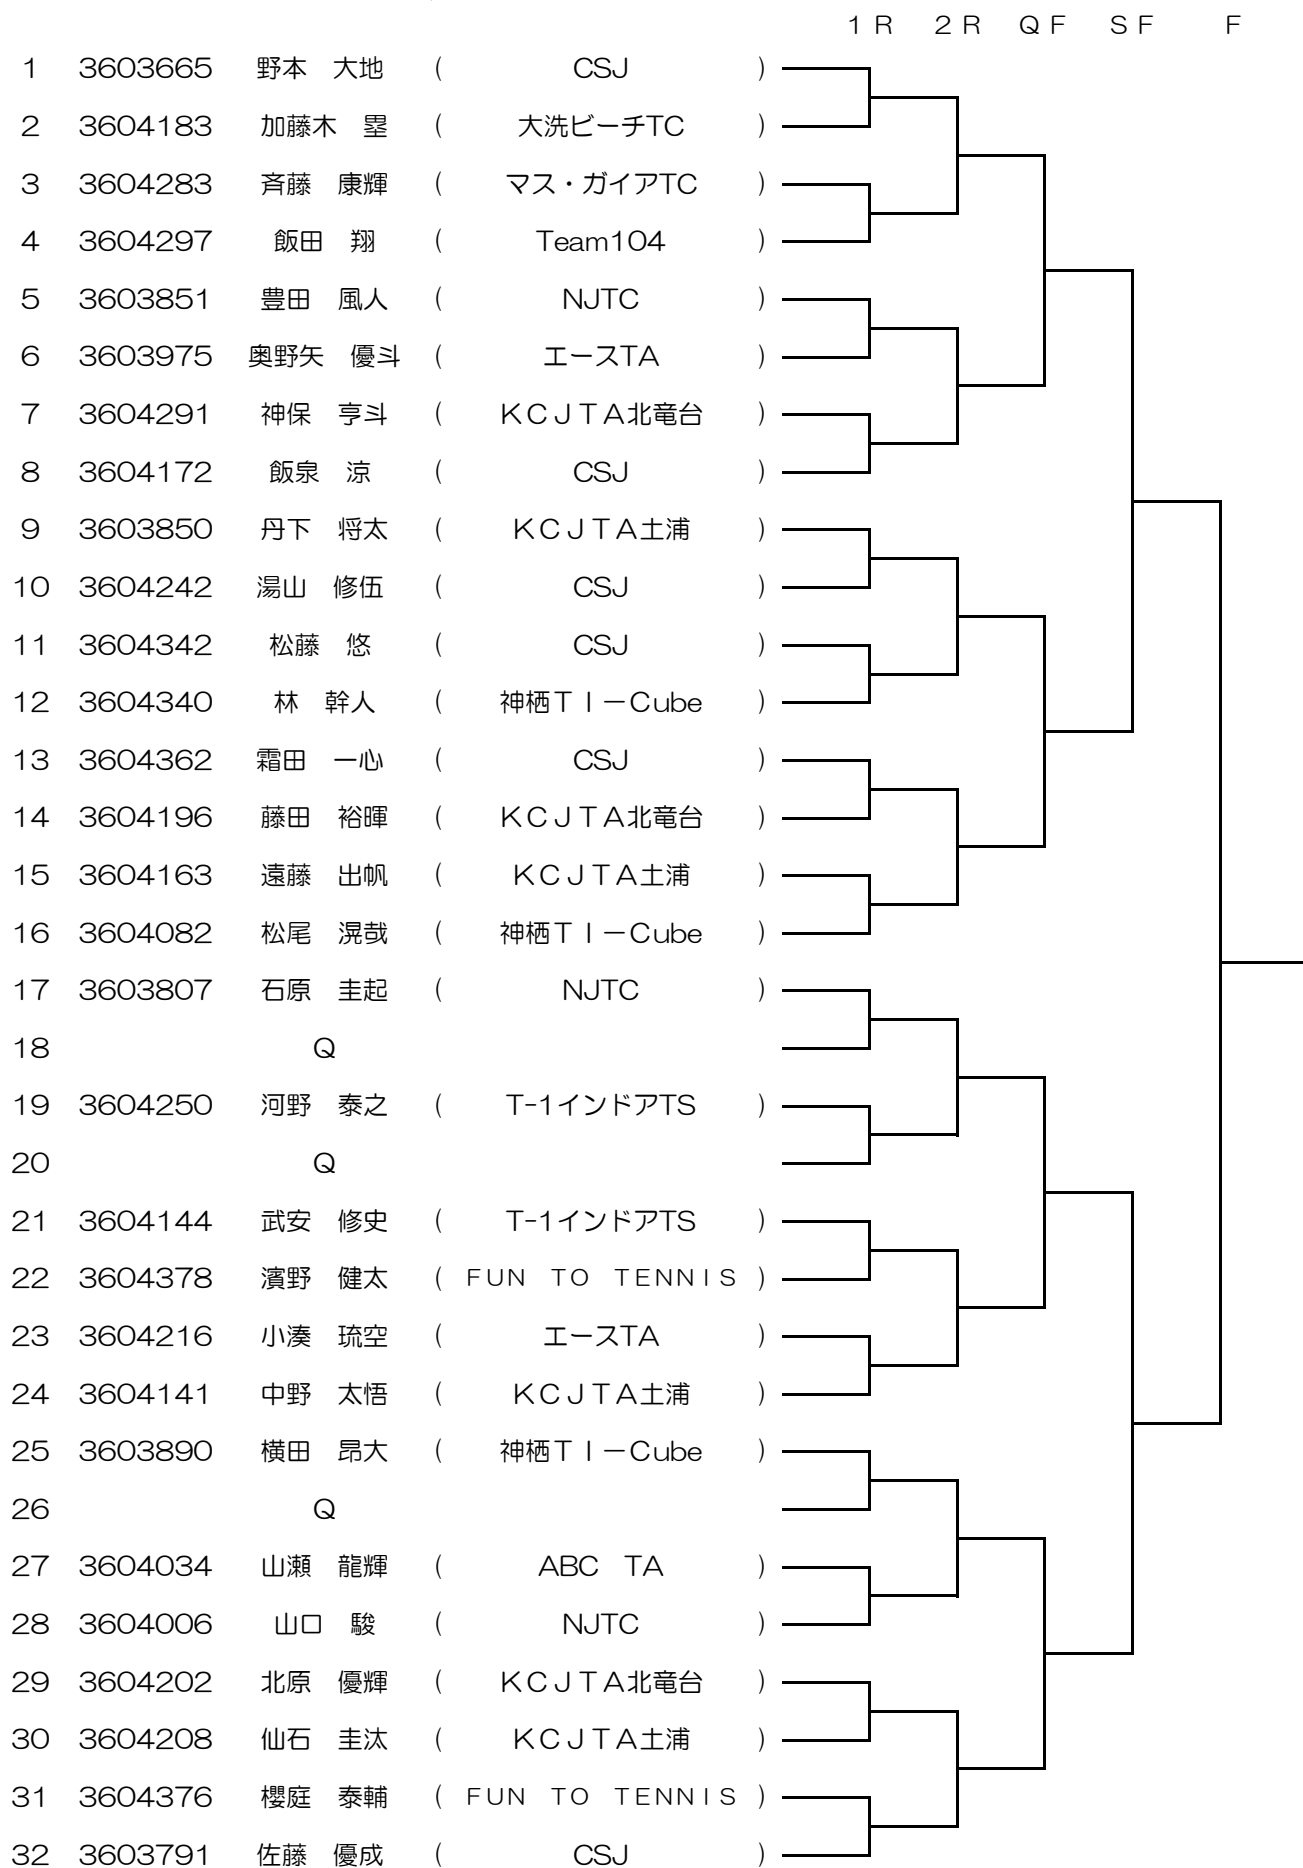 １Ｒ ２Ｒ ＱＦ ＳＦ Ｆ
1 3603665 野本　大地 ( CSJ )
2 3604183 加藤木　塁 ( 大洗ビーチTC )
3 3604283 斉藤　康輝 ( マス・ガイアTC )
4 3604297 飯田　翔 ( Team104 )
5 3603851 豊田　風人 ( NJTC )
6 3603975 奥野矢　優斗 ( エースTA )
7 3604291 神保　亨斗 ( ＫＣＪＴＡ北竜台 )
8 3604172 飯泉　涼 ( CSJ )
9 3603850 丹下　将太 ( ＫＣＪＴＡ土浦 )
10 3604242 湯山　修伍 ( CSJ )
11 3604342 松藤　悠 ( CSJ )
12 3604340 林　幹人 ( 神栖ＴＩ－Cube )
13 3604362 霜田　一心 ( CSJ )
14 3604196 藤田　裕暉 ( ＫＣＪＴＡ北竜台 )
15 3604163 遠藤　出帆 ( ＫＣＪＴＡ土浦 )
16 3604082 松尾　滉哉 ( 神栖ＴＩ－Cube )
17 3603807 石原　圭起 ( NJTC )
18 Q
19 3604250 河野　泰之 ( T-1インドアTS )
20 Q
21 3604144 武安　修史 ( T-1インドアTS )
22 3604378 濱野　健太 ( ＦＵＮ　ＴＯ　ＴＥＮＮＩＳ )
23 3604216 小湊　琉空 ( エースTA )
24 3604141 中野　太悟 ( ＫＣＪＴＡ土浦 )
25 3603890 横田　昂大 ( 神栖ＴＩ－Cube )
26 Q
27 3604034 山瀬　龍輝 ( ABC　TA )
28 3604006 山口　駿 ( NJTC )
29 3604202 北原　優輝 ( ＫＣＪＴＡ北竜台 )
30 3604208 仙石　圭汰 ( ＫＣＪＴＡ土浦 )
31 3604376 櫻庭　泰輔 ( ＦＵＮ　ＴＯ　ＴＥＮＮＩＳ )
32 3603791 佐藤　優成 ( CSJ )